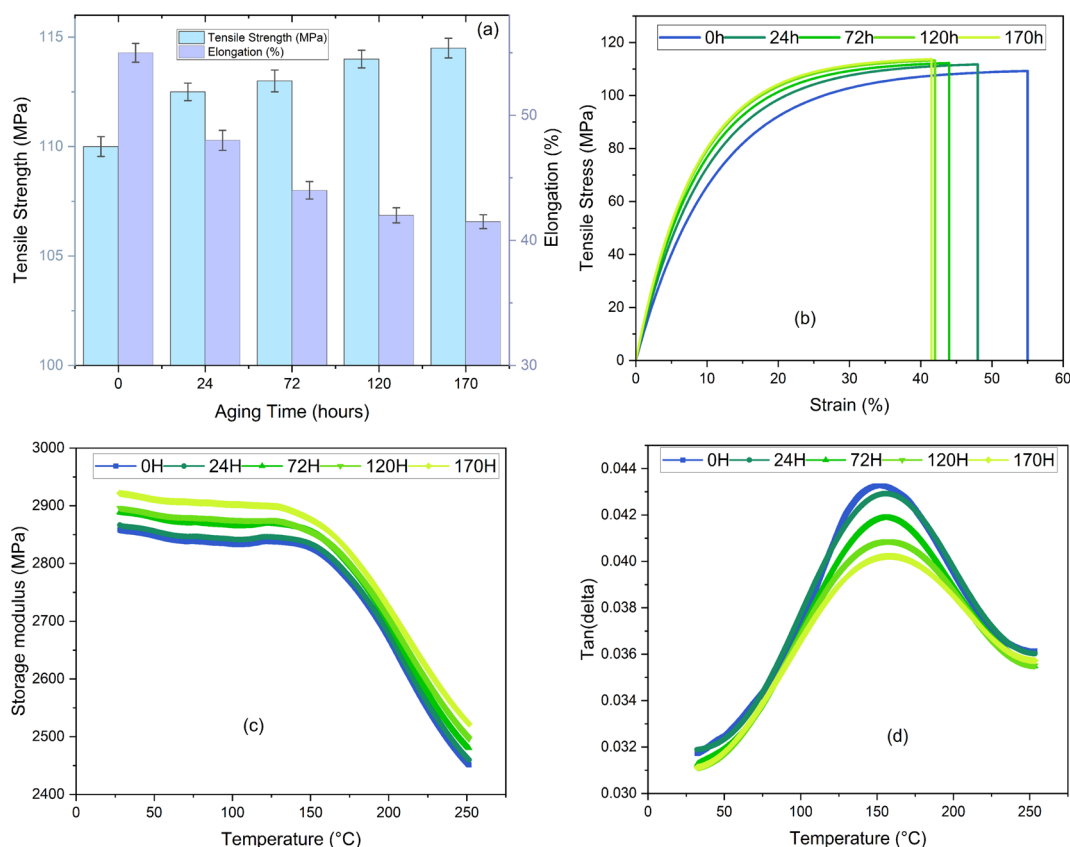 (a)
Tensile Strength (MPa)
Elongation (%)
115
110
105
100
Tensile Strength (MPa)
50
40
30
Elongation (%)
0 24 72 120 170
Aging Time (hours)
0h 24h 72h 120h 170h
120
100
80
60
40
20
0
Tensile Stress (MPa)
(b)
0 10 20 30 40 50 60
Strain (%)
0H 24H 72H 120H 170H
3000
2900
2800
2700
2600
2500
2400
Storage modulus (MPa)
(c)
0 50 100 150 200 250
Temperature (°C)
0H 24H 72H 120H 170H
0.044
0.042
0.040
0.038
0.036
0.034
0.032
0.030
Tan(delta)
(d)
0 50 100 150 200 250
Temperature (°C)